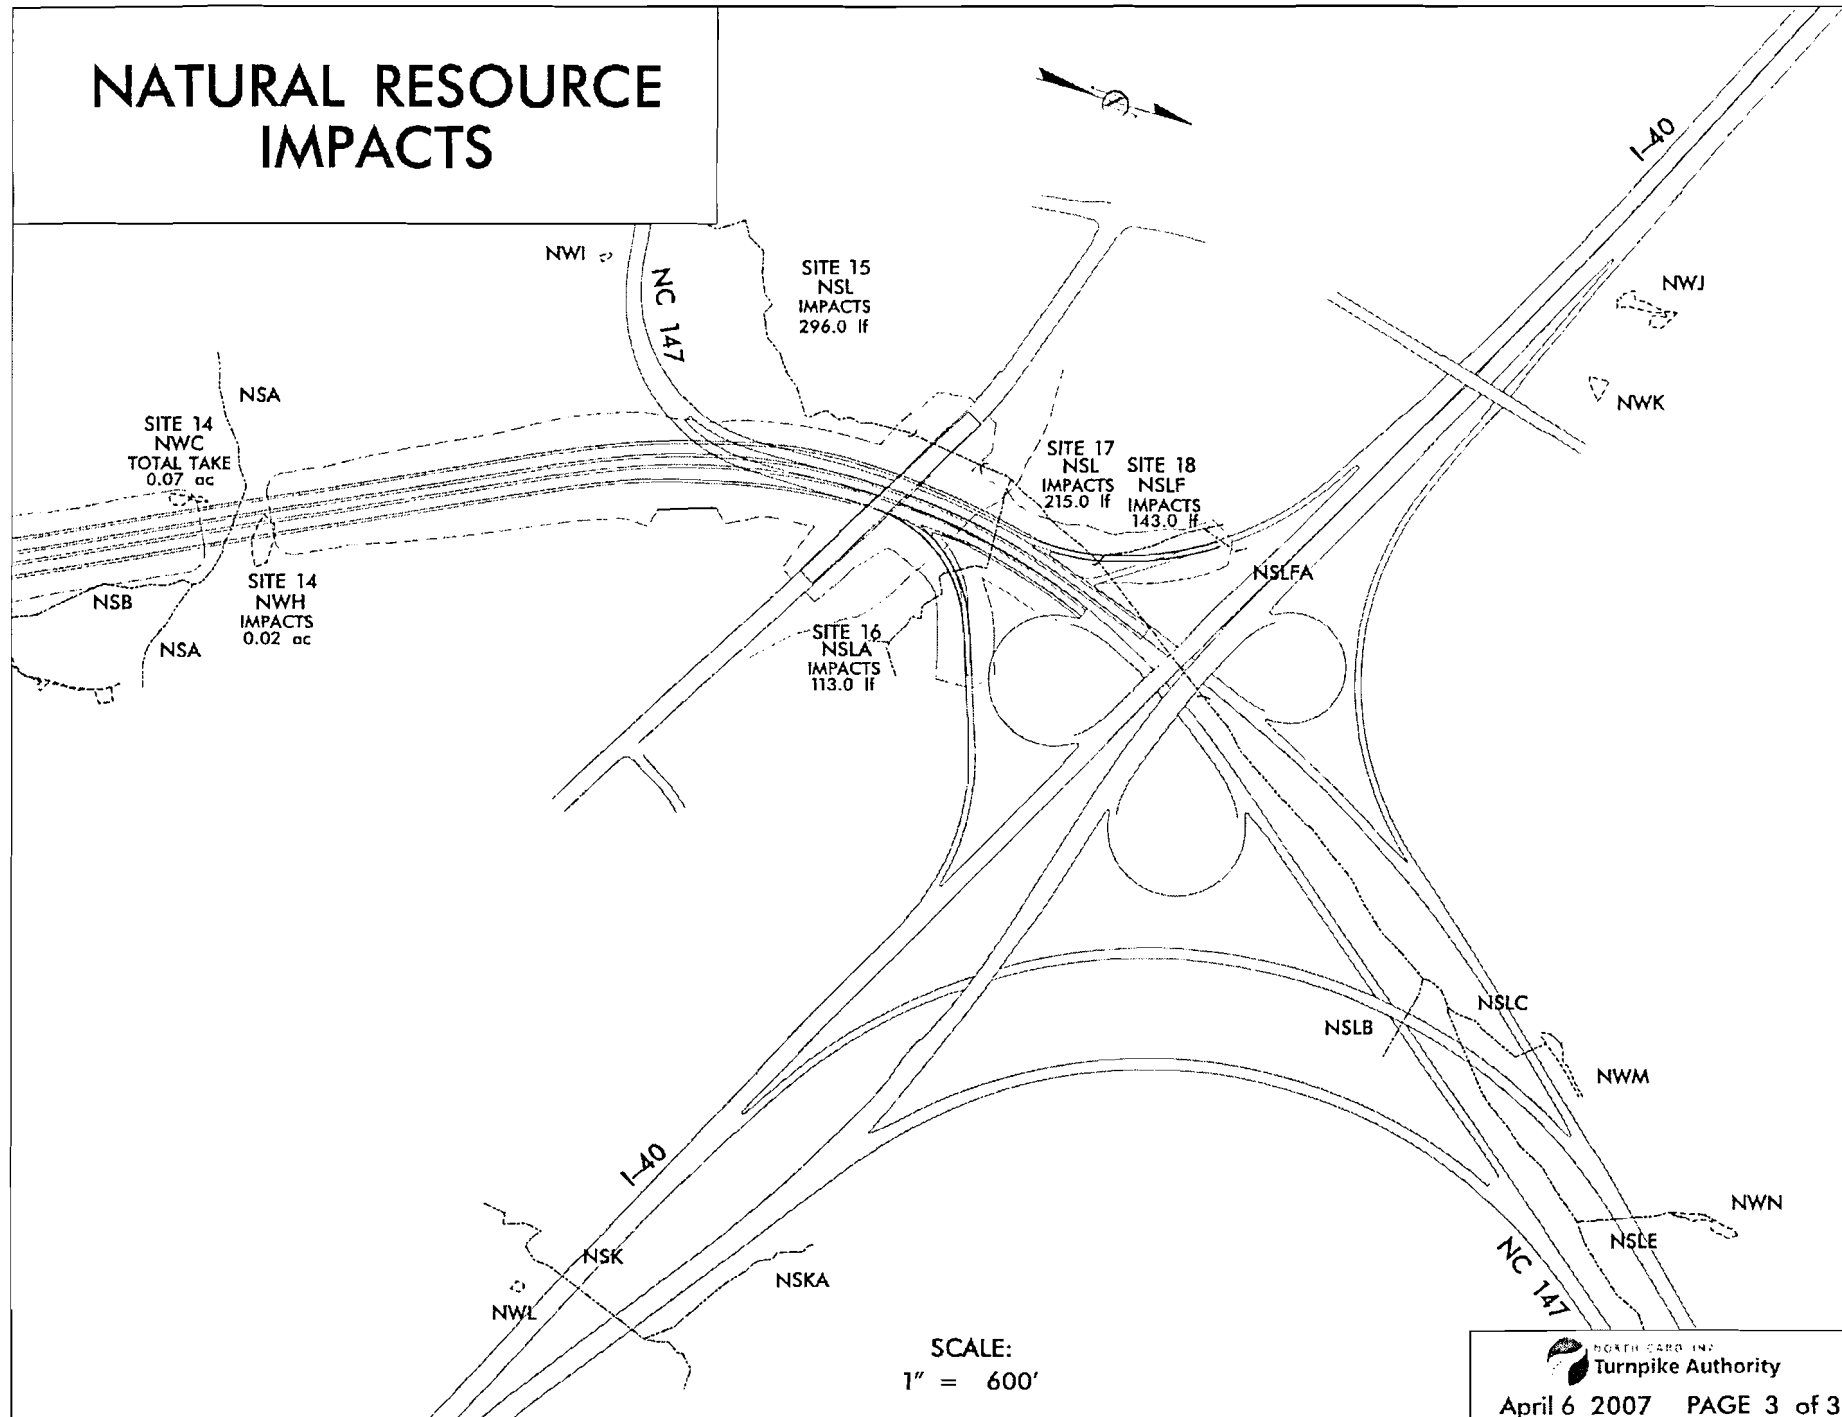 NATURAL RESOURCE
IMPACTS
I-40
NWI
NC 147
SITE 15
NSL
IMPACTS
296.0 lf
NWJ
NWK
NSA
SITE 14
NWC
TOTAL TAKE
0.07 ac
SITE 17
NSL
IMPACTS
215.0 lf
SITE 18
NSLF
IMPACTS
143.0 lf
NSLFA
NSB
SITE 14
NWH
IMPACTS
0.02 ac
NSA
SITE 16
NSLA
IMPACTS
113.0 lf
NSLC
NSLB
NWM
I-40
NWN
NSLE
NSK
NSKA
NWL
NC 147
SCALE:
1" = 600'
NORTH CAROLINA
Turnpike Authority
April 6 2007 PAGE 3 of 3